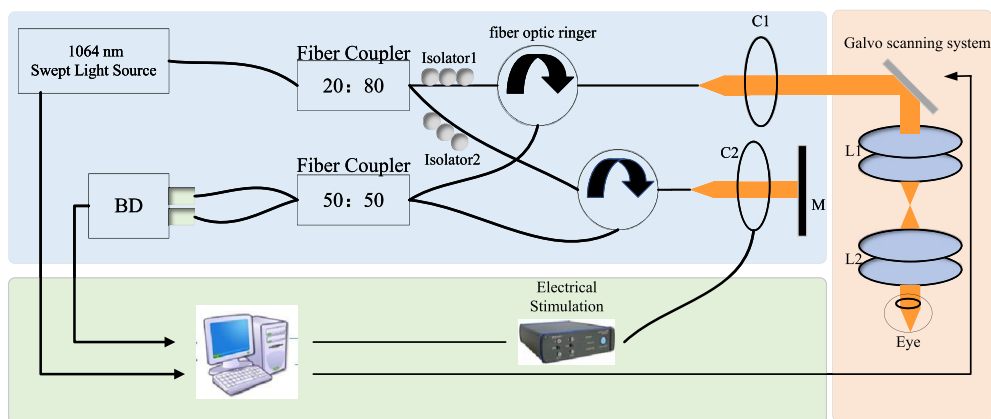 1064 nm
Swept Light Source
Fiber Coupler
20: 80
Isolator1
Isolator2
fiber optic ringer
C1
Galvo scanning system
L1
L2
Eye
BD
Fiber Coupler
50: 50
C2
M
Electrical
Stimulation